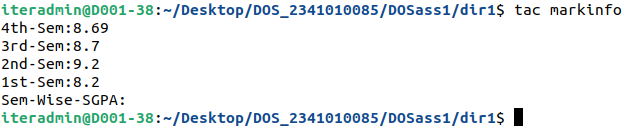 iteradmin@D001-38:~/Desktop/DOS_2341010085/DOSass1/dir1$ tac markinfo
4th-Sem:8.69
3rd-Sem:8.7
2nd-Sem:9.2
1st-Sem:8.2
Sem-Wise-SGPA:
iteradmin@D001-38:~/Desktop/DOS_2341010085/DOSass1/dir1$